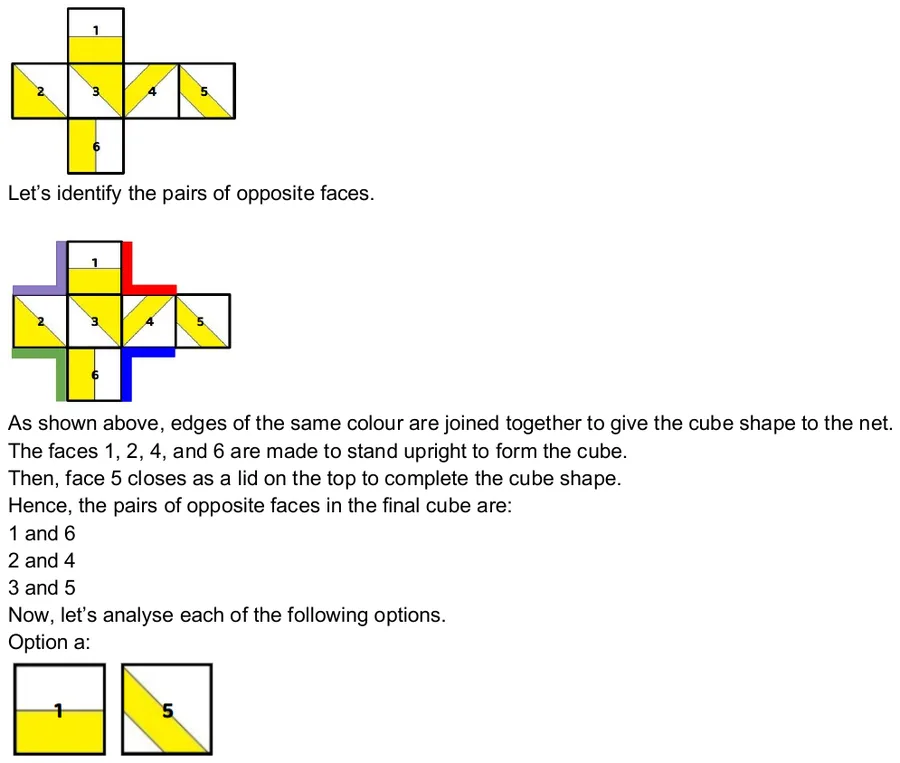 1
2 3 4 5
6
Let’s identify the pairs of opposite faces.
1
2 3 4 5
6
As shown above, edges of the same colour are joined together to give the cube shape to the net.
The faces 1, 2, 4, and 6 are made to stand upright to form the cube.
Then, face 5 closes as a lid on the top to complete the cube shape.
Hence, the pairs of opposite faces in the final cube are:
1 and 6
2 and 4
3 and 5
Now, let’s analyse each of the following options.
Option a:
1 5